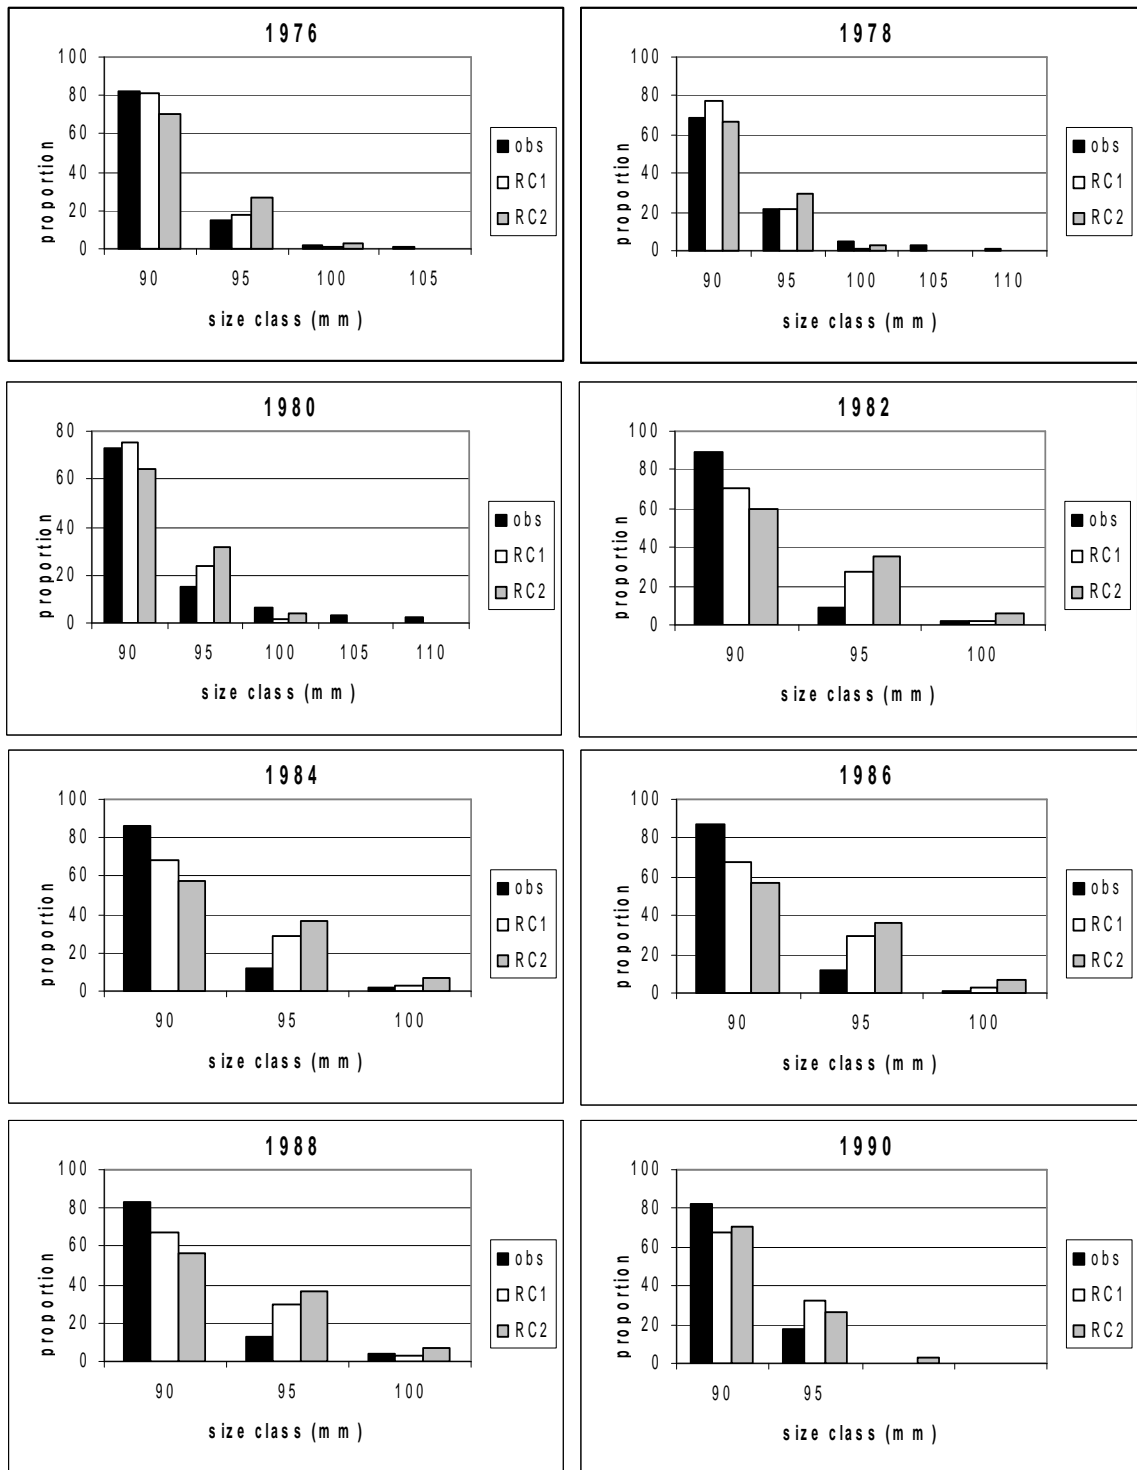 1976
100
80
60
40
20
0
proportion
90 95 100 105
size class (mm)
obs
RC1
RC2
1978
100
80
60
40
20
0
proportion
90 95 100 105 110
size class (mm)
obs
RC1
RC2
1980
80
60
40
20
0
proportion
90 95 100 105 110
size class (mm)
obs
RC1
RC2
1982
100
80
60
40
20
0
proportion
90 95 100
size class (mm)
obs
RC1
RC2
1984
100
80
60
40
20
0
proportion
90 95 100
size class (mm)
obs
RC1
RC2
1986
100
80
60
40
20
0
proportion
90 95 100
size class (mm)
obs
RC1
RC2
1988
100
80
60
40
20
0
proportion
90 95 100
size class (mm)
obs
RC1
RC2
1990
100
80
60
40
20
0
proportion
90 95
size class (mm)
obs
RC1
RC2